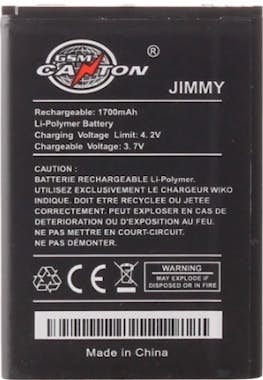 GSM
CANTON
®
JIMMY
Rechargeable: 1700mAh
Li-Polymer Battery
Charging Voltage Limit: 4.2V
Chargeable Voltage: 3.7V
CAUTION :
BATTERIE RECHARGEABLE Li-Polymer.
UTILISEZ EXCLUSIVEMENT LE CHARGEUR WIKO
INDIQUÉ. DOIT ETRE RECYCLEE OU JETEE
CORRECTEMENT.
PEUT EXPLOSER EN CAS DE
DETERIORATION OU D'EXPOSITION AU FEU.
NE PAS METTRE EN COURT-CIRCUIT.
NE PAS DÉMONTER.
CE
WARNING
MAY EXPLODE IF
DISPOSED OR IN FIRE
Made in China